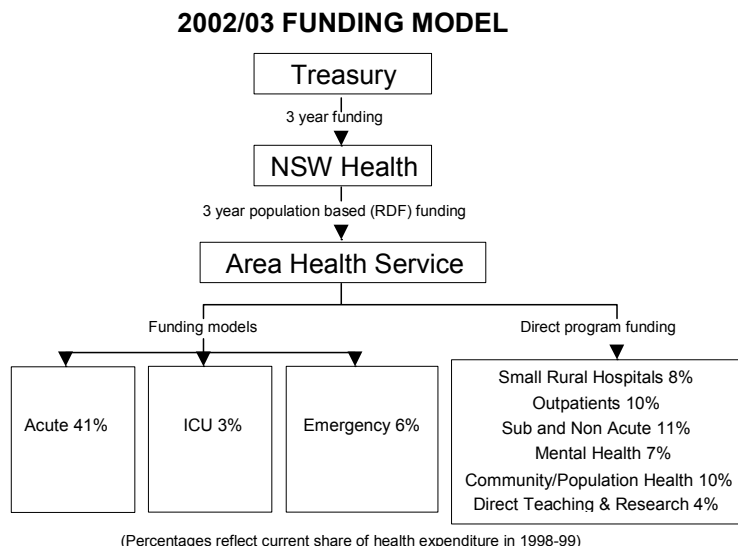 2002/03 FUNDING MODEL
Treasury
3 year funding
NSW Health
3 year population based (RDF) funding
Area Health Service
Funding models
Direct program funding
Acute 41%
ICU 3%
Emergency 6%
Small Rural Hospitals 8%
Outpatients 10%
Sub and Non Acute 11%
Mental Health 7%
Community/Population Health 10%
Direct Teaching & Research 4%
(Percentages reflect current share of health expenditure in 1998-99)